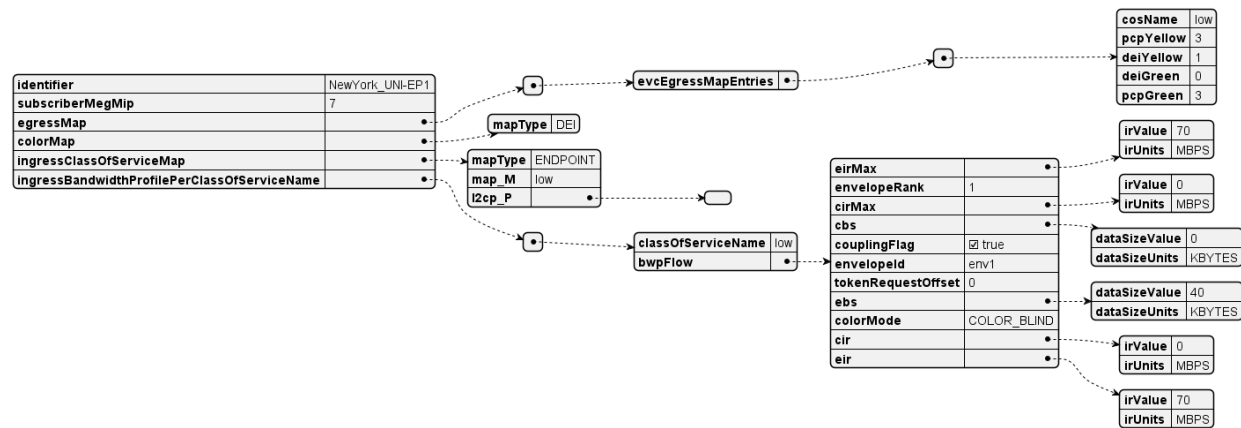 identifier NewYork_UNI-EP1
subscriberMegMip 7
egressMap
colorMap
ingressClassOfServiceMap
ingressBandwidthProfilePerClassOfServiceName
evcEgressMapEntries
cosName low
pcpYellow 3
deiYellow 1
deiGreen 0
pcpGreen 3
mapType DEI
mapType ENDPOINT
map_M low
l2cp_P
classOfServiceName low
bwpFlow
eirMax
envelopeRank 1
cirMax
cbs
couplingFlag ☑ true
envelopeId env1
tokenRequestOffset 0
ebs
colorMode COLOR_BLIND
cir
eir
irValue 70
irUnits MBPS
irValue 0
irUnits MBPS
dataSizeValue 0
dataSizeUnits KBYTES
dataSizeValue 40
dataSizeUnits KBYTES
irValue 0
irUnits MBPS
irValue 70
irUnits MBPS